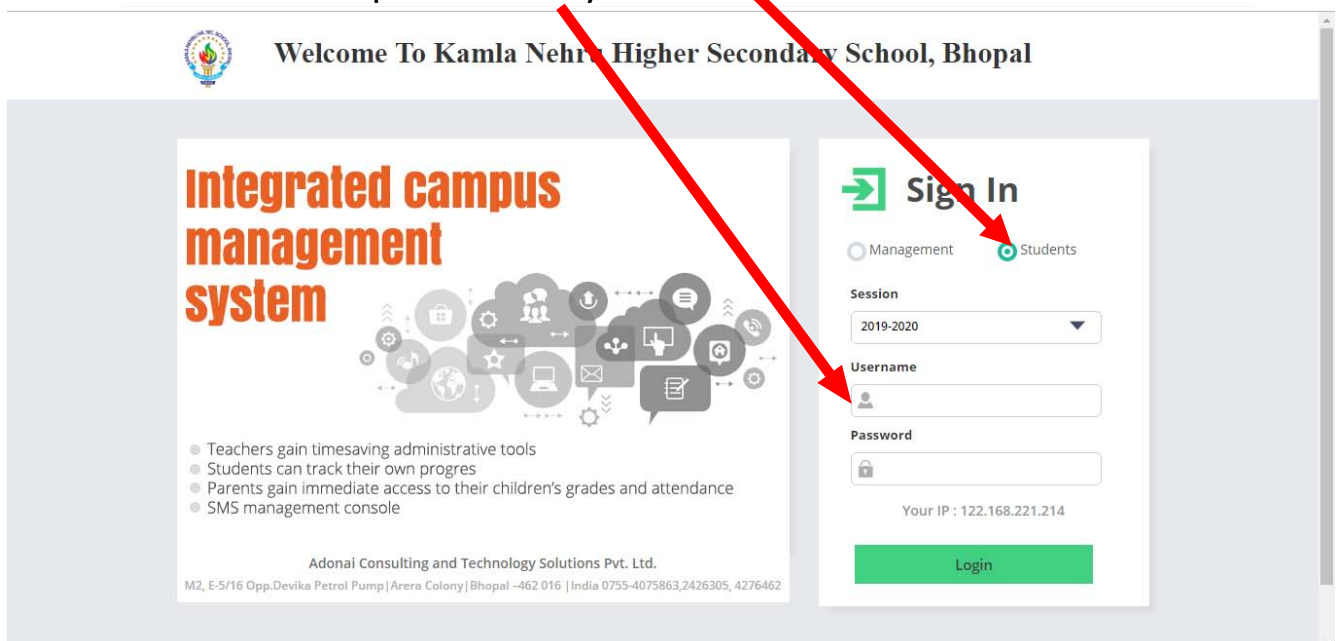 Welcome To Kamla Nehru Higher Secondary School, Bhopal
Integrated campus
management
system
Teachers gain timesaving administrative tools
Students can track their own progres
Parents gain immediate access to their children's grades and attendance
SMS management console
Adonai Consulting and Technology Solutions Pvt. Ltd.
M2, E-5/16 Opp.Devika Petrol Pump|Arera Colony|Bhopal –462 016 |India 0755-4075863,2426305, 4276462
Sign In
Management Students
Session
2019-2020
Username
Password
Your IP : 122.168.221.214
Login